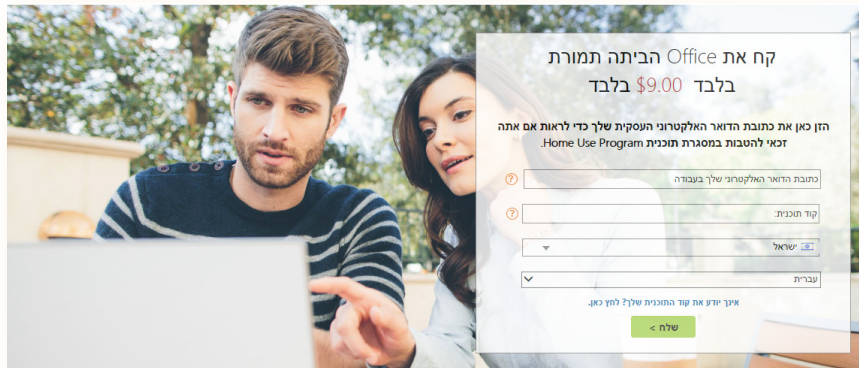 קח את Office הביתה תמורת
בלבד $9.00 בלבד
הזן כאן את כתובת הדואר האלקטרוני העסקית שלך כדי לראות אם אתה
זכאי להטבות במסגרת תוכנית Home Use Program.
כתובת הדואר האלקטרוני שלך בעבודה
?
קוד תוכנית:
?
ישראל
עברית
אינך יודע את קוד התוכנית שלך? לחץ כאן.
שלח >